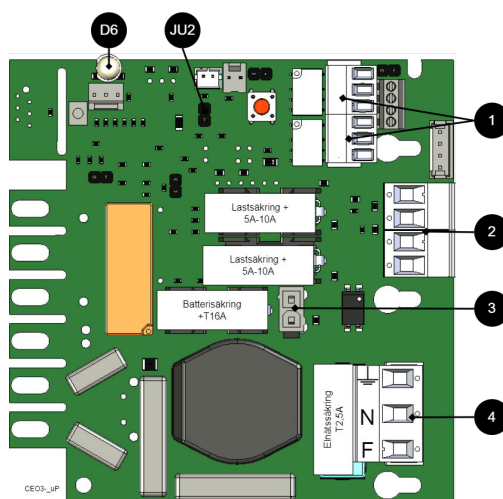 D6
JU2
1
Lastsäkring +
5A-10A
2
Lastsäkring +
5A-10A
3
Batterisäkring
+T16A
Elnätssäkring
T2,5A
N
F
4
CEO3-_uP